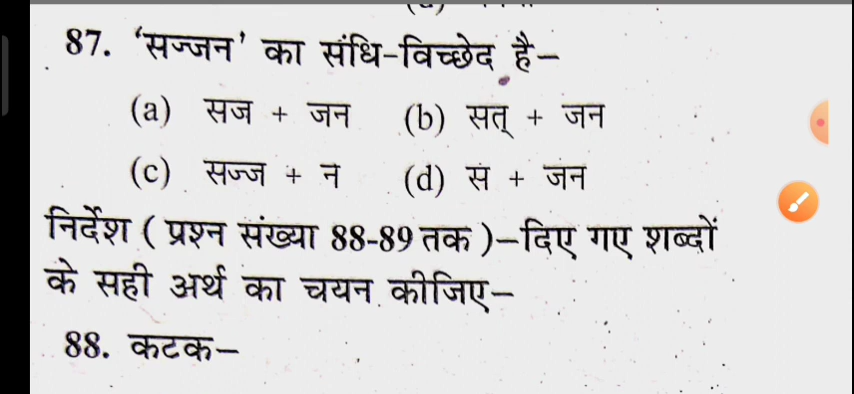 87. ‘सज्जन’ का संधि-विच्छेद है–
(a) सज + जन (b) सत् + जन
(c) सज्ज + न (d) स + जन
निर्देश ( प्रश्न संख्या 88-89 तक )–दिए गए शब्दों
के सही अर्थ का चयन कीजिए–
88. कटक–